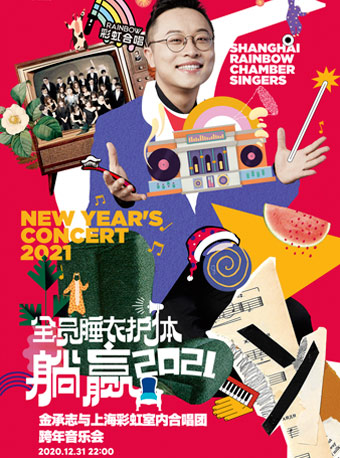 RAINBOW
彩虹合唱
SHANGHAI
RAINBOW
CHAMBER
SINGERS
NEW YEAR'S
CONCERT
2021
全员睡衣护体
躺赢2021
金承志与上海彩虹室内合唱团
跨年音乐会
2020.12.31 22:00